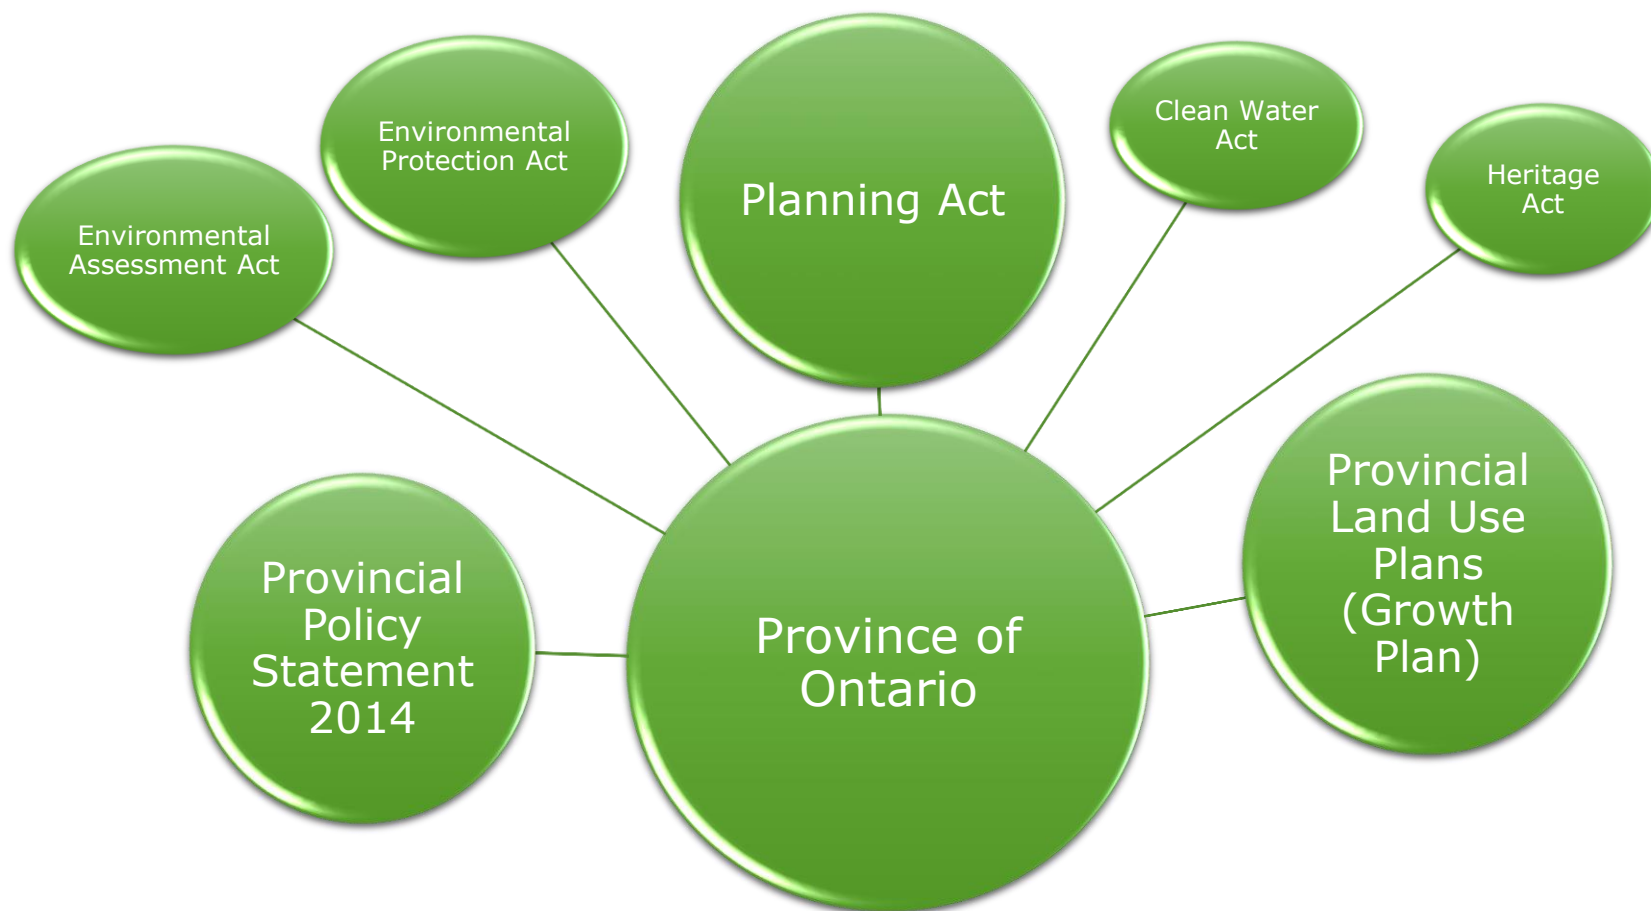 Environmental
Assessment Act
Environmental
Protection Act
Planning Act
Clean Water
Act
Heritage
Act
Provincial
Policy
Statement
2014
Province of
Ontario
Provincial
Land Use
Plans
(Growth
Plan)